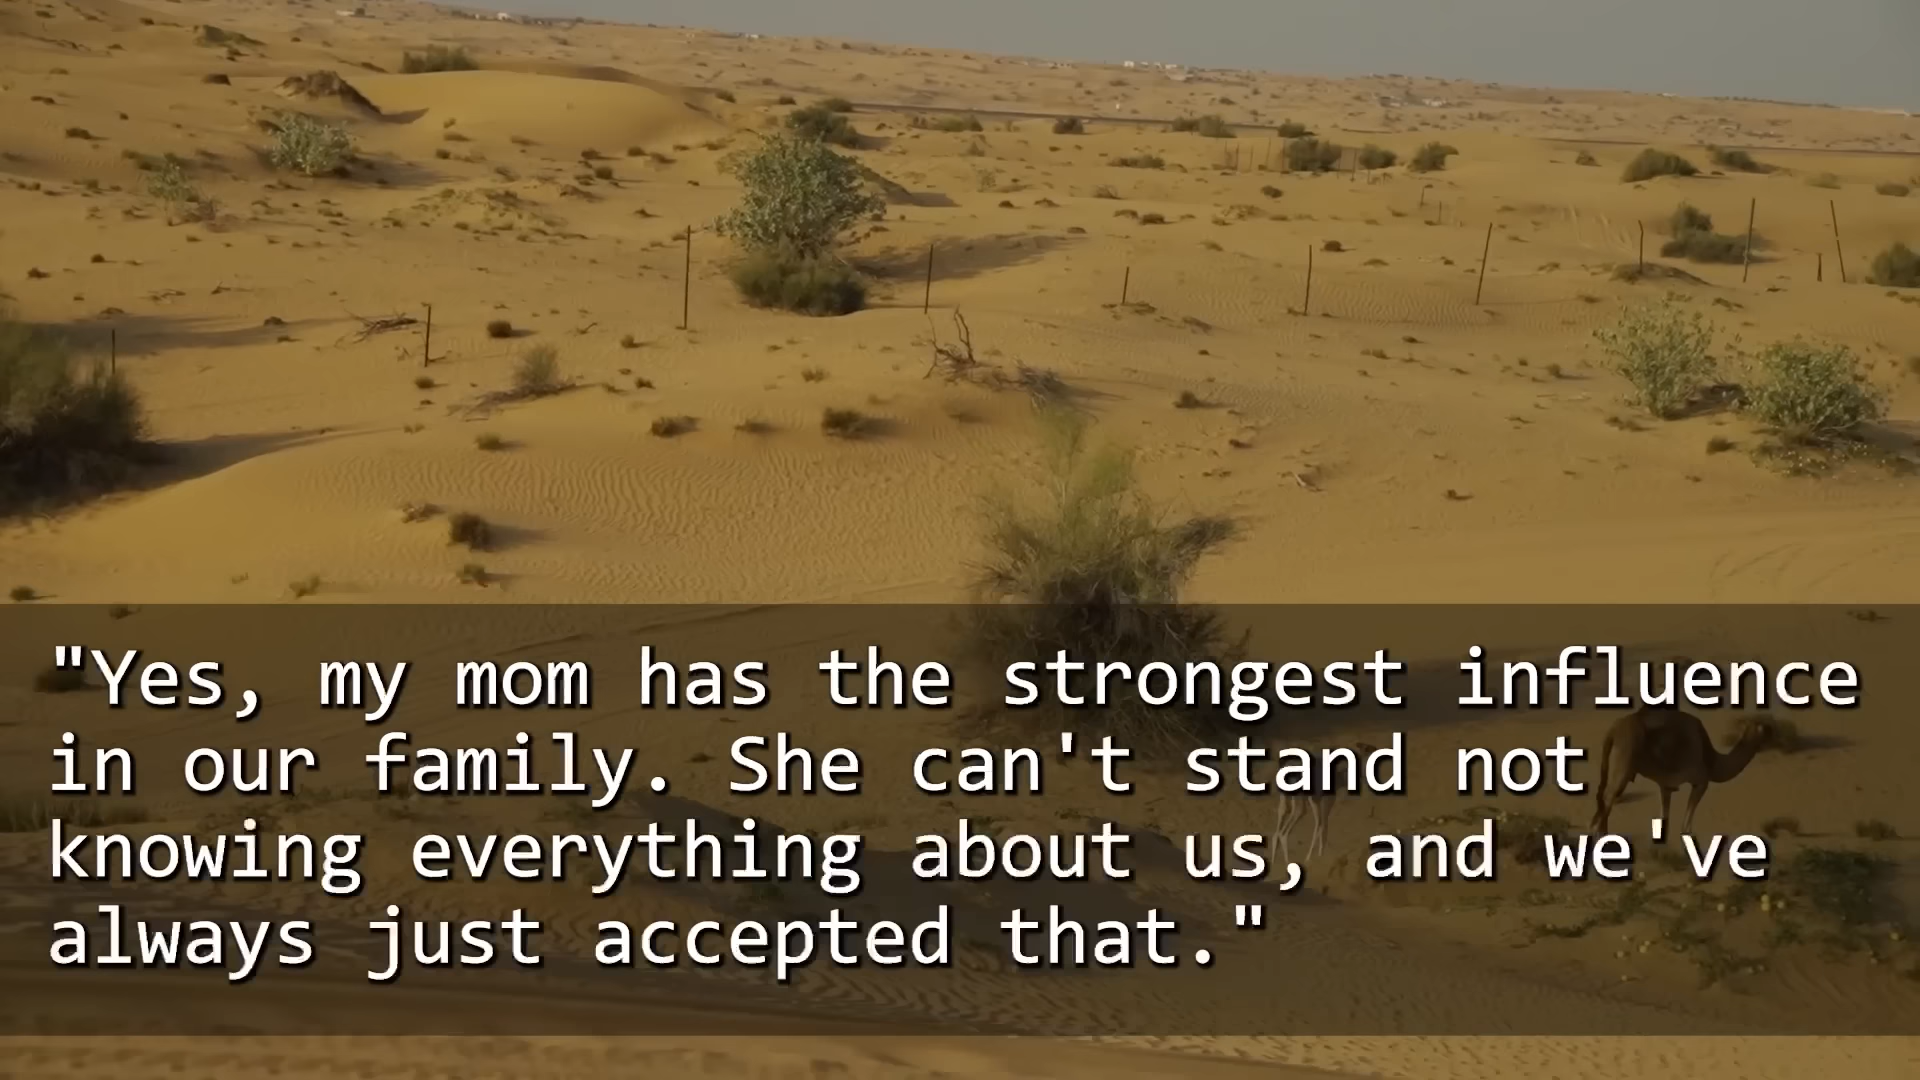 "Yes, my mom has the strongest influence
in our family. She can't stand not
knowing everything about us, and we've
always just accepted that."